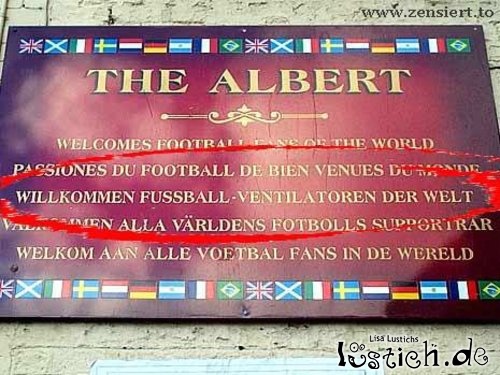 www.zensiert.to
THE ALBERT
WELCOMES FOOTBALL FANS OF THE WORLD
PASSIONES DU FOOTBALL DE BIEN VENUES DU MONDE
WILLKOMMEN FUSSBALL-VENTILATOREN DER WELT
VALKOMMEN ALLA VÄRLDENS FOTBOLLS SUPPORTRAR
WELKOM AAN ALLE VOETBAL FANS IN DE WERELD
Lisa Lustichs
lustich.de